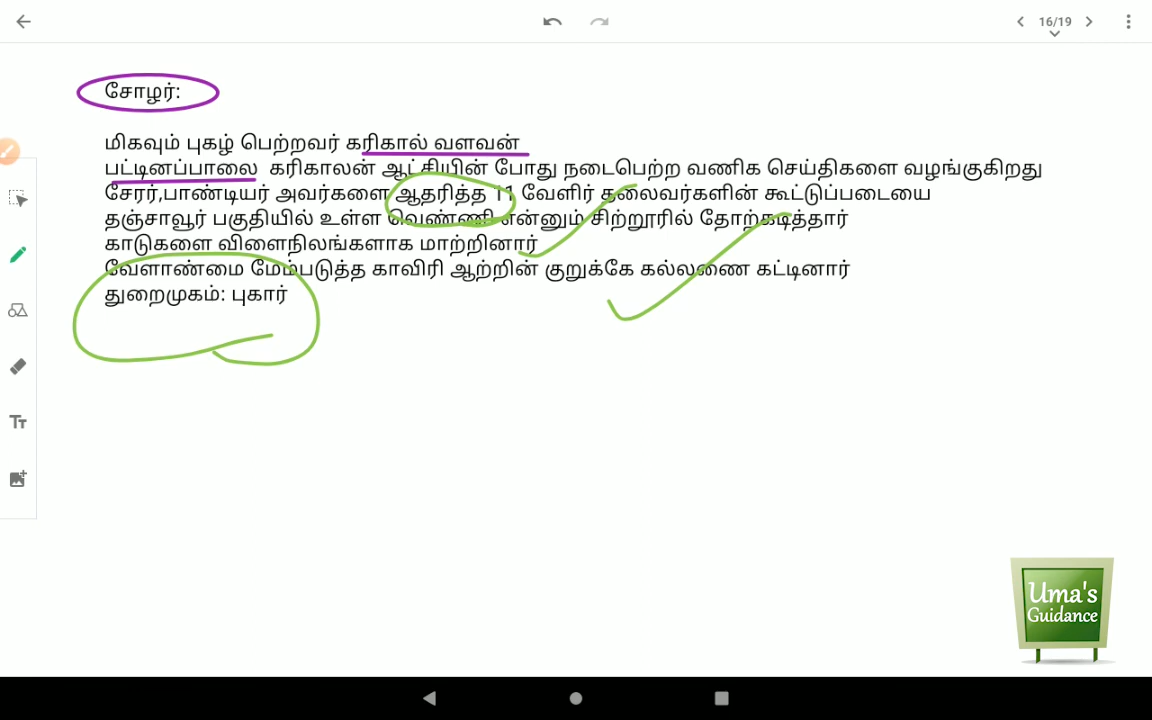 16/19
சோழர்:
மிகவும் புகழ் பெற்றவர் கரிகால் வளவன்
பட்டினப்பாலை கரிகாலன் ஆட்சியின் போது நடைபெற்ற வணிக செய்திகளை வழங்குகிறது
சேரர்,பாண்டியர் அவர்களை ஆதரித்த 11 வேளிர் தலைவர்களின் கூட்டுப்படையை
தஞ்சாவூர் பகுதியில் உள்ள வெண்ணி என்னும் சிற்றூரில் தோற்கடித்தார்
காடுகளை விளைநிலங்களாக மாற்றினார்
வேளாண்மை மேம்படுத்த காவிரி ஆற்றின் குறுக்கே கல்லணை கட்டினார்
துறைமுகம்: புகார்
Tт
Uma's
Guidance